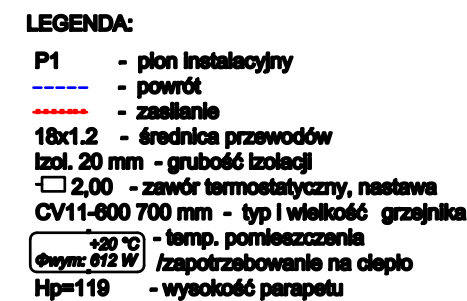 LEGENDA:
P1 - pion instalacyjny
- powrót
- zasilanie
18x1.2 - średnica przewodów
Izol. 20 mm - grubość izolacji
2,00 - zawór termostatyczny, nastawa
CV11-600 700 mm - typ i wielkość grzejnika
+20 °C - temp. pomieszczenia
Φwym: 612 W /zapotrzebowanie na ciepło
Hp=119 - wysokość parapetu